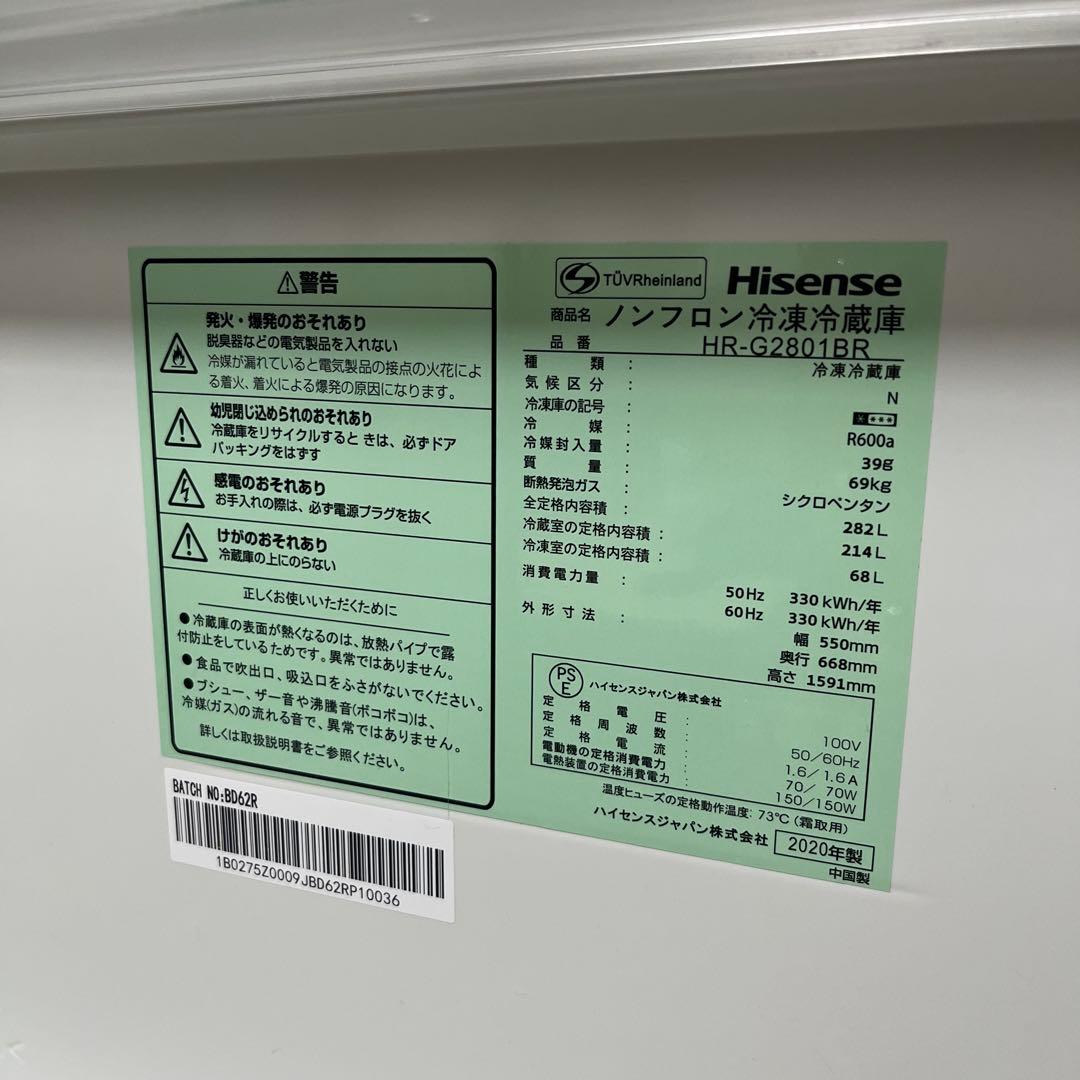 ⚠警告
発火・爆発のおそれあり
脱臭器などの電気製品を入れない
冷媒が漏れていると電気製品の接点の火花によ
る着火、着火による爆発の原因になります。
幼児閉じ込められのおそれあり
冷蔵庫をリサイクルすると きは、必ずドア
パッキングをはずす
感電のおそれあり
お手入れの際は、必ず電源プラグを抜く
けがのおそれあり
冷蔵庫の上にのらない
正しくお使いいただくために
●冷蔵庫の表面が熱くなるのは、放熱パイプで露
付防止をしているためです。異常ではありません。
●食品で吹出口、吸込口をふさがないでください。
●プシュー、ザー音や沸騰音(ボコボコ)は、
冷媒(ガス)の流れる音で、異常ではありません。
詳しくは取扱説明書をご参照ください。
BATCH NO:BD62R
1B0275Z0009JBD62RP10036
TÜVRheinland Hisense
商品名 ノンフロン冷凍冷蔵庫
品番 HR-G2801BR
種類: 冷凍冷蔵庫
気候区分: N
冷凍庫の記号: ****
冷媒: R600a
冷媒封入量: 39g
質量: 69kg
断熱発泡ガス: シクロペンタン
全定格内容積: 282L
冷蔵室の定格内容積: 214L
冷凍室の定格内容積: 68L
消費電力量: 50Hz 330kWh/年
60Hz 330kWh/年
外形寸法: 幅 550mm
奥行 668mm
高さ 1591mm
PSE ハイセンスジャパン株式会社
定格電圧: 100V
定格周波数: 50/60Hz
定格電流: 1.6/1.6A
電動機の定格消費電力: 70/70W
電熱装置の定格消費電力: 150/150W
温度ヒューズの定格動作温度: 73℃(霜取用)
ハイセンスジャパン株式会社 2020年製
中国製